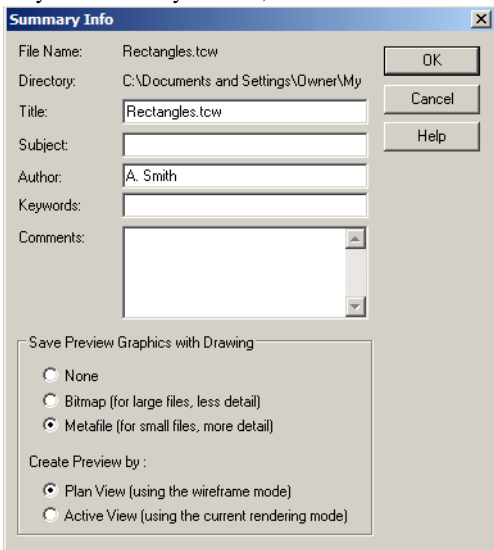 Summary Info
File Name: Rectangles.tcw
OK
Directory: C:\Documents and Settings\Owner\My
Cancel
Title: Rectangles.tcw
Help
Subject:
Author: A. Smith
Keywords:
Comments:
Save Preview Graphics with Drawing
None
Bitmap (for large files, less detail)
Metafile (for small files, more detail)
Create Preview by :
Plan View (using the wireframe mode)
Active View (using the current rendering mode)